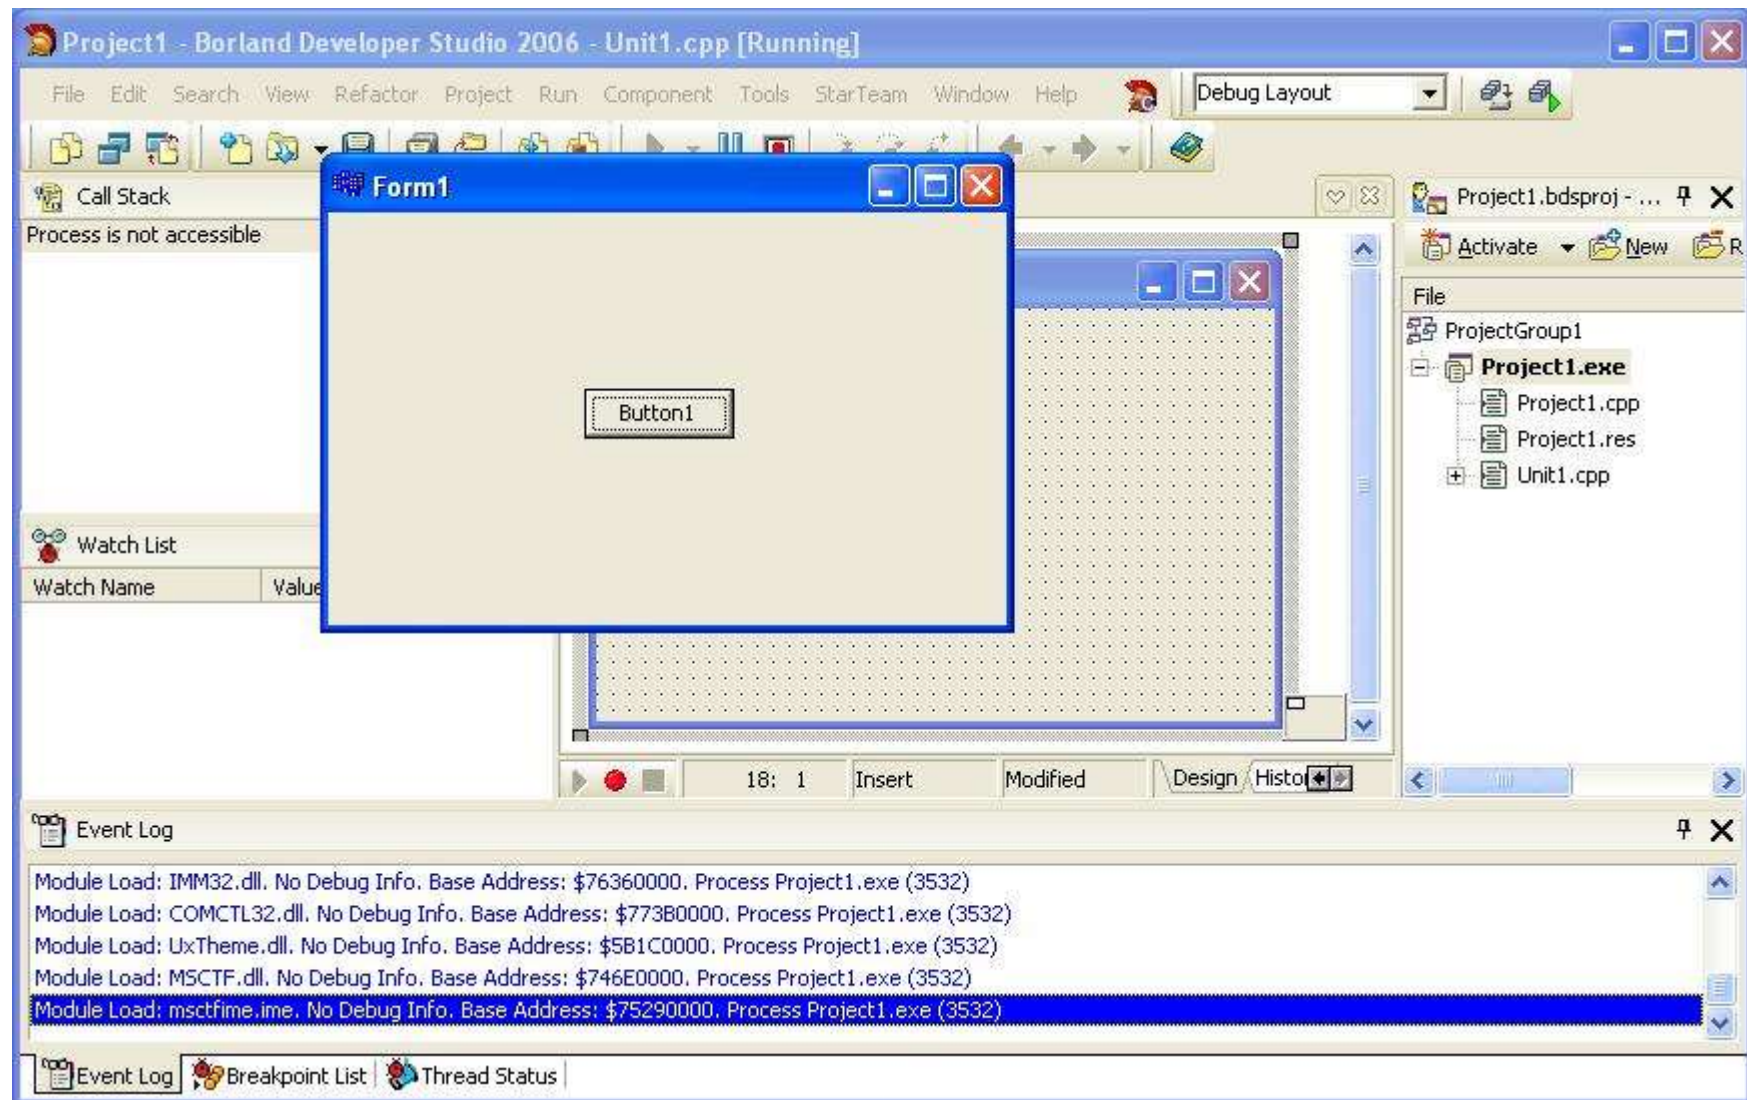 Project1 - Borland Developer Studio 2006 - Unit1.cpp [Running]
File Edit Search View Refactor Project Run Component Tools StarTeam Window Help
Debug Layout
Call Stack
Process is not accessible
Form1
Button1
Project1.bdsproj - ...
Activate New R
File
ProjectGroup1
Project1.exe
Project1.cpp
Project1.res
Unit1.cpp
Watch List
Watch Name Value
18: 1 Insert Modified Design Histo
Event Log
Module Load: IMM32.dll. No Debug Info. Base Address: $76360000. Process Project1.exe (3532)
Module Load: COMCTL32.dll. No Debug Info. Base Address: $773B0000. Process Project1.exe (3532)
Module Load: UxTheme.dll. No Debug Info. Base Address: $5B1C0000. Process Project1.exe (3532)
Module Load: MSCTF.dll. No Debug Info. Base Address: $746E0000. Process Project1.exe (3532)
Module Load: msctfime.ime. No Debug Info. Base Address: $75290000. Process Project1.exe (3532)
Event Log Breakpoint List Thread Status